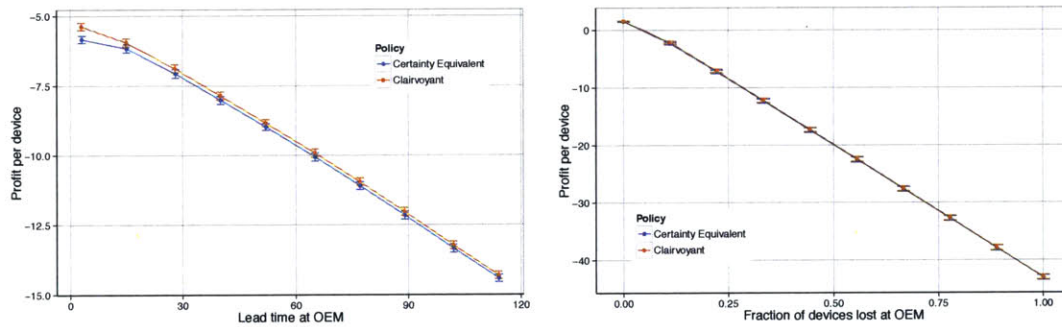 -5.0
-7.5
-10.0
-12.5
-15.0
Profit per device
0 30 60 90 120
Lead time at OEM
Policy
Certainty Equivalent
Clairvoyant
0
-10
-20
-30
-40
Profit per device
0.00 0.25 0.50 0.75 1.00
Fraction of devices lost at OEM
Policy
Certainty Equivalent
Clairvoyant